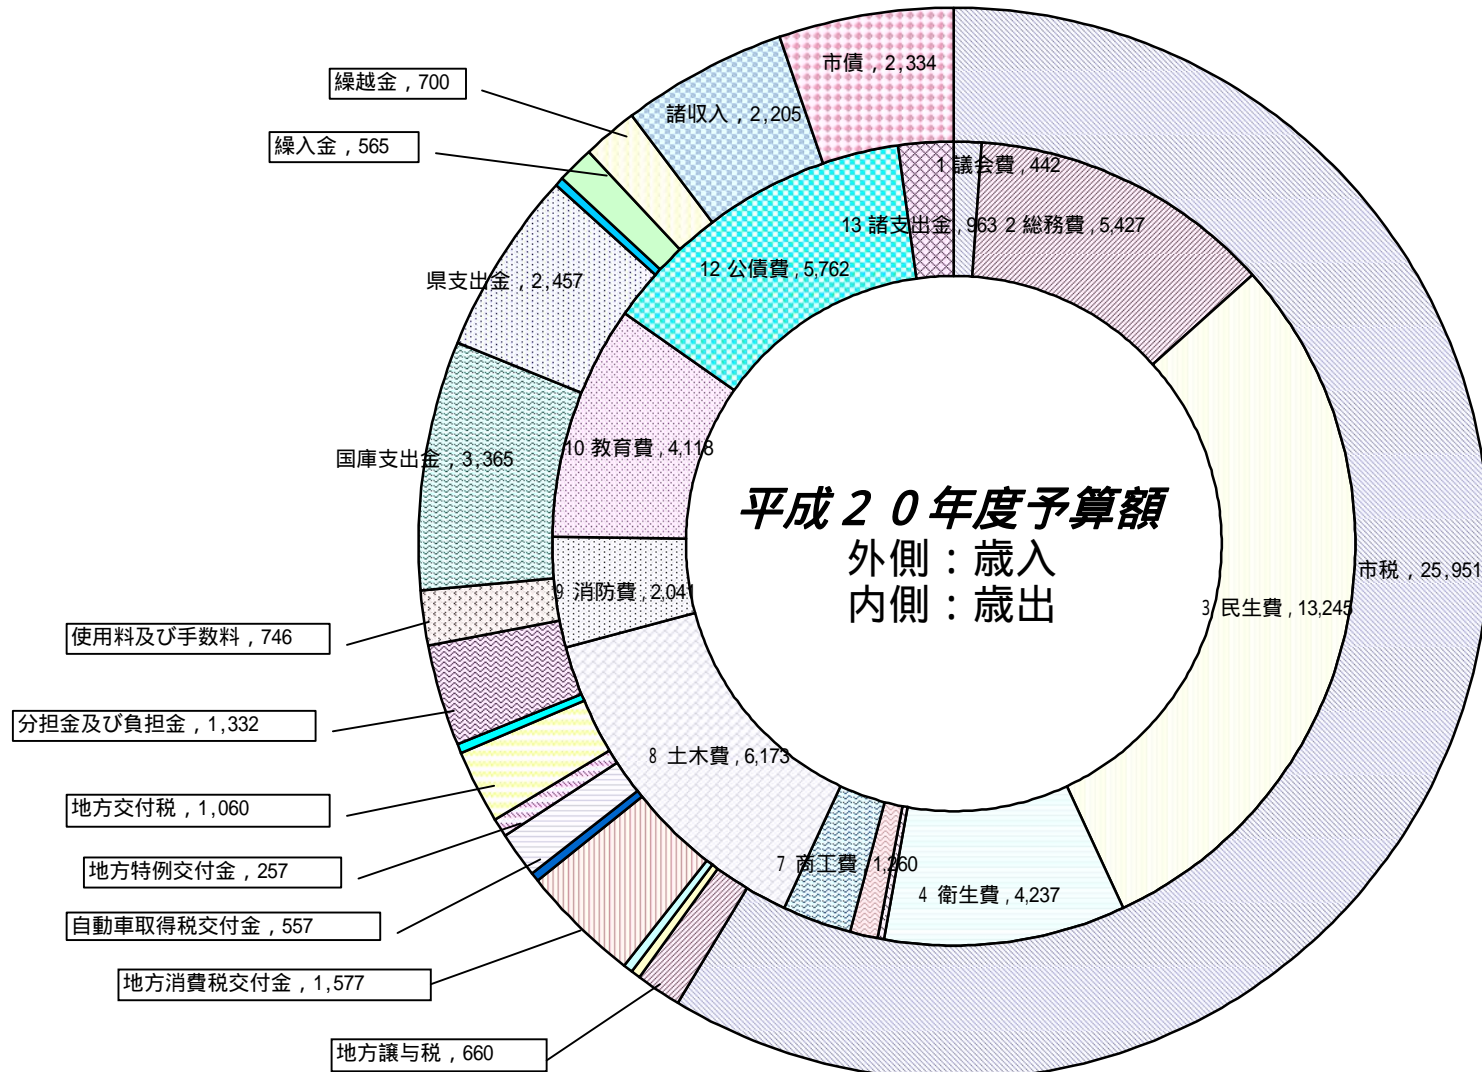 市債，2,334
繰越金，700
諸収入，2,205
繰入金，565
1 議会費，442
13 諸支出金，963
2 総務費，5,427
12 公債費，5,762
県支出金，2,457
国庫支出金，3,365
10 教育費，4,118
平成２０年度予算額
外側：歳入
内側：歳出
市税，25,951
9 消防費，2,041
3 民生費，13,245
使用料及び手数料，746
分担金及び負担金，1,332
8 土木費，6,173
地方交付税，1,060
地方特例交付金，257
7 商工費，1,260
4 衛生費，4,237
自動車取得税交付金，557
地方消費税交付金，1,577
地方譲与税，660